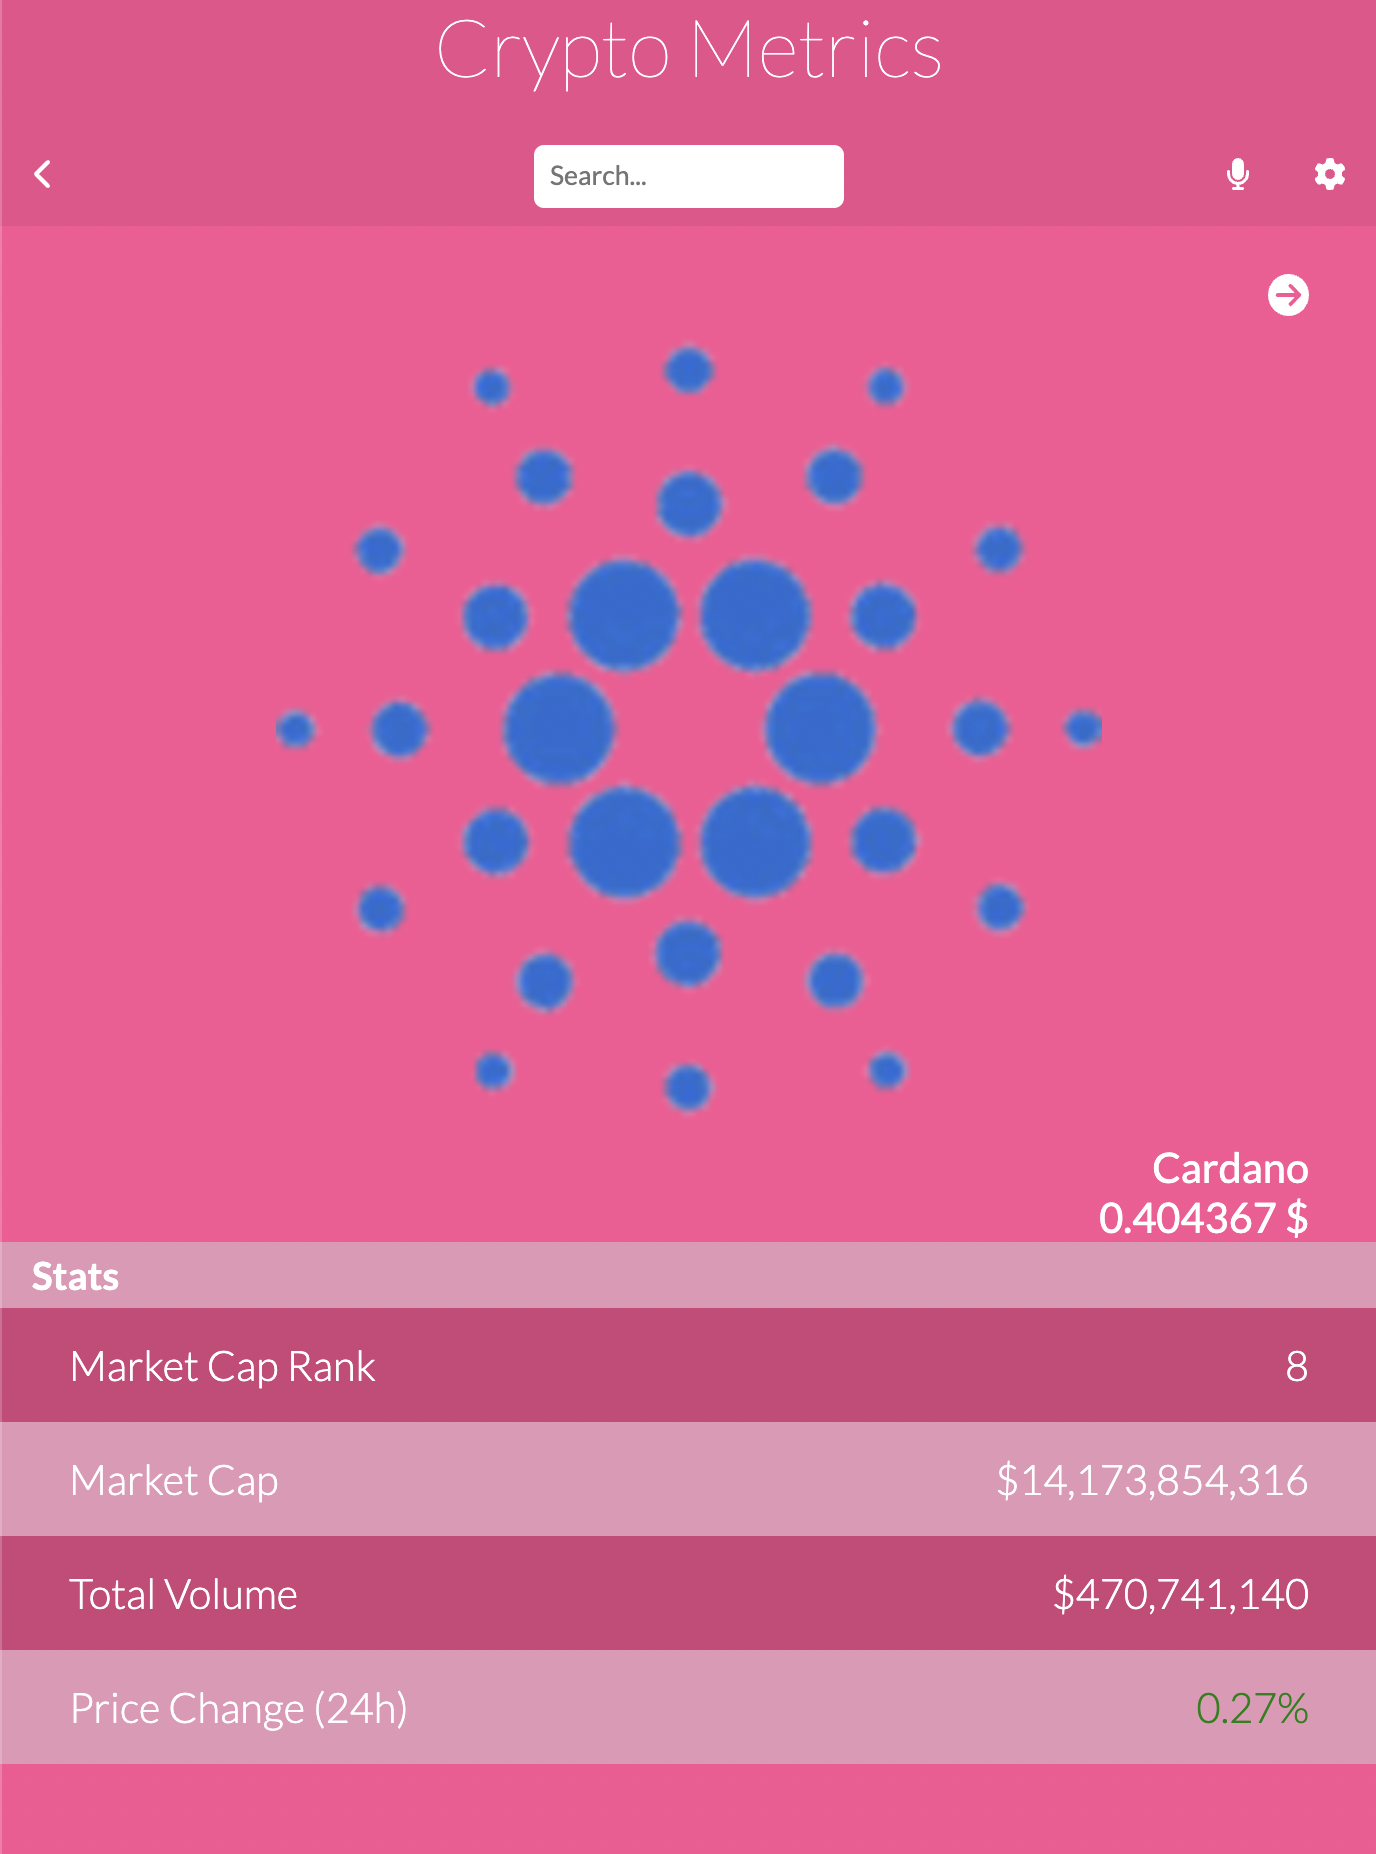 Crypto Metrics
Search...
Cardano
0.404367 $
Stats
Market Cap Rank 8
Market Cap $14,173,854,316
Total Volume $470,741,140
Price Change (24h) 0.27%